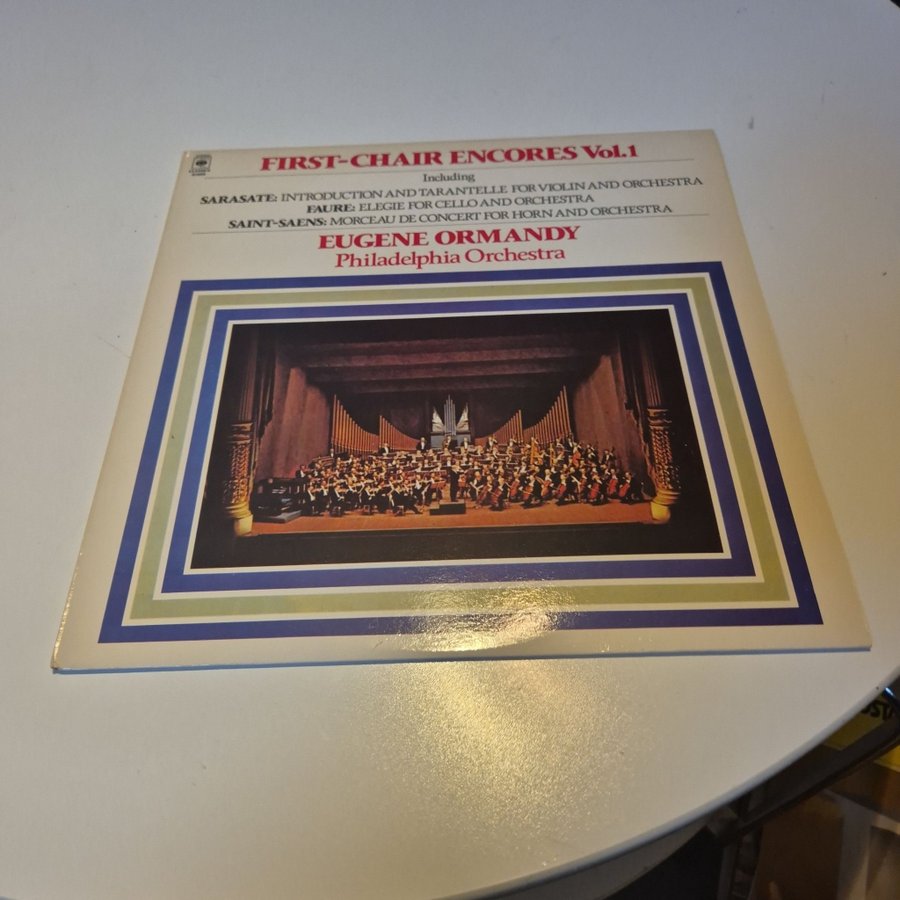 FIRST-CHAIR ENCORES Vol.1
Including
SARASATE: INTRODUCTION AND TARANTELLE FOR VIOLIN AND ORCHESTRA
FAURE: ELEGIE FOR CELLO AND ORCHESTRA
SAINT-SAENS: MORCEAU DE CONCERT FOR HORN AND ORCHESTRA
EUGENE ORMANDY
Philadelphia Orchestra